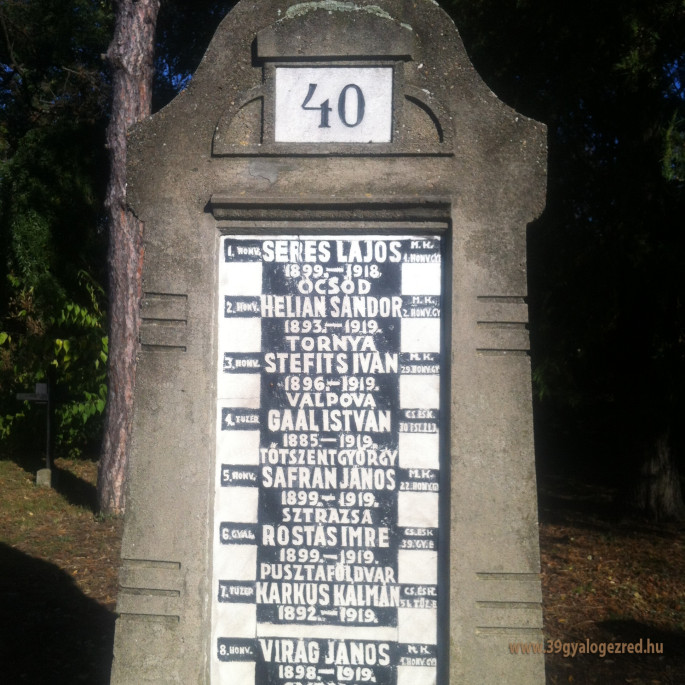 40
1. HONV. SERES LAJOS M. K.
1899.—1918. 1. HONV. GY.
ÖCSÖD
2. HONV. HELIAN SÁNDOR M. K.
1893.—1919. 2. HONV. GY
TORNYA
3. HONV. STEFITS IVÁN M. K.
1896.—1919. 29. HONV. GY.
VALPOVA
4. TÜZÉR GAÁL ISTVÁN CS. ÉS K.
1885.—1919.
TÓTSZENTGYÖRGY
5. HONV. SAFRAN JÁNOS M. K.
1899.—1919. 22. HONV. GY
SZTRAZSA
6. GYAL. ROSTÁS IMRE CS. ÉS K.
1899.—1919. 39. GY. E.
PUSZTAFÖLDVÁR
7. TÜZÉR KARKUS KÁLMÁN CS. ÉS K.
1892.—1919. TÜZ. E
8. HONV. VIRÁG JÁNOS
1898.—1919. HONV. GY.
www.39gyalogezred.hu